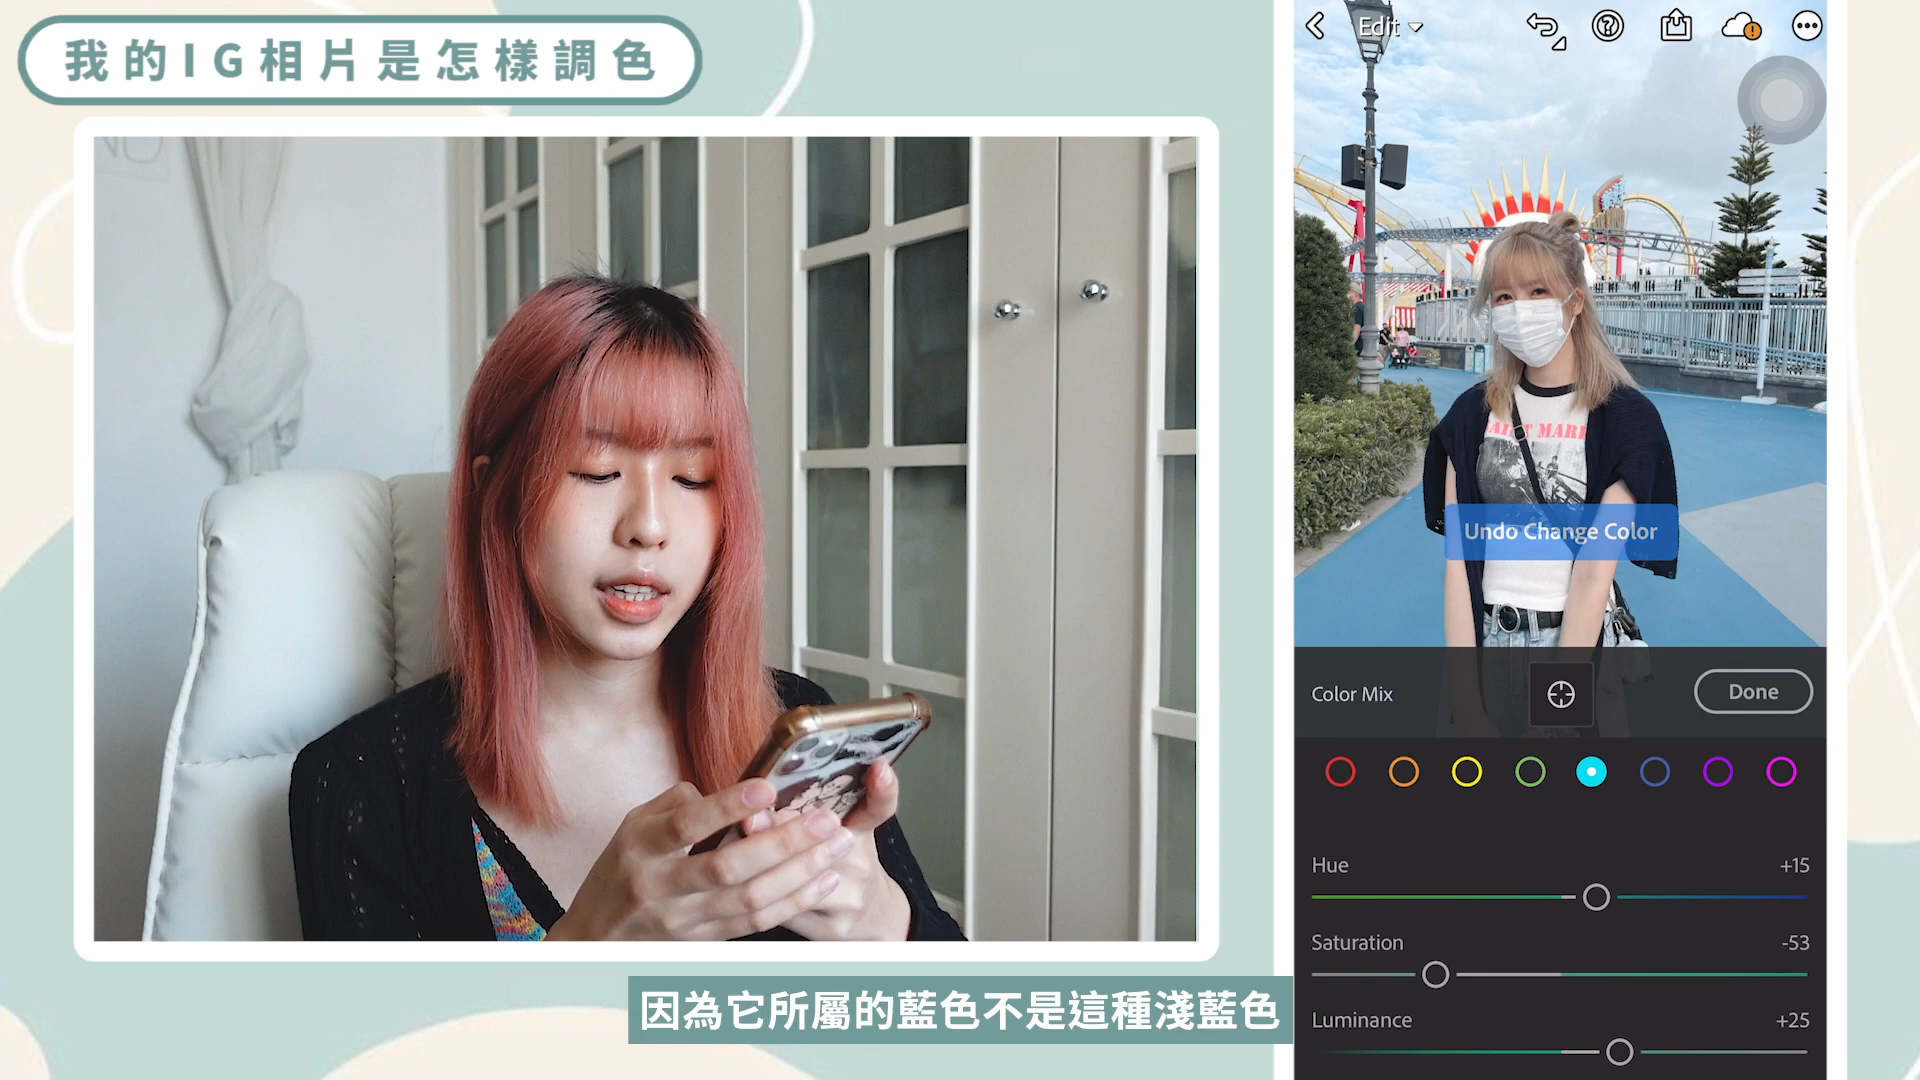 我的IG相片是怎樣調色
Edit
SAINT MARI
Undo Change Color
Color Mix
Done
Hue
+15
Saturation
-53
Luminance
+25
因為它所屬的藍色不是這種淺藍色